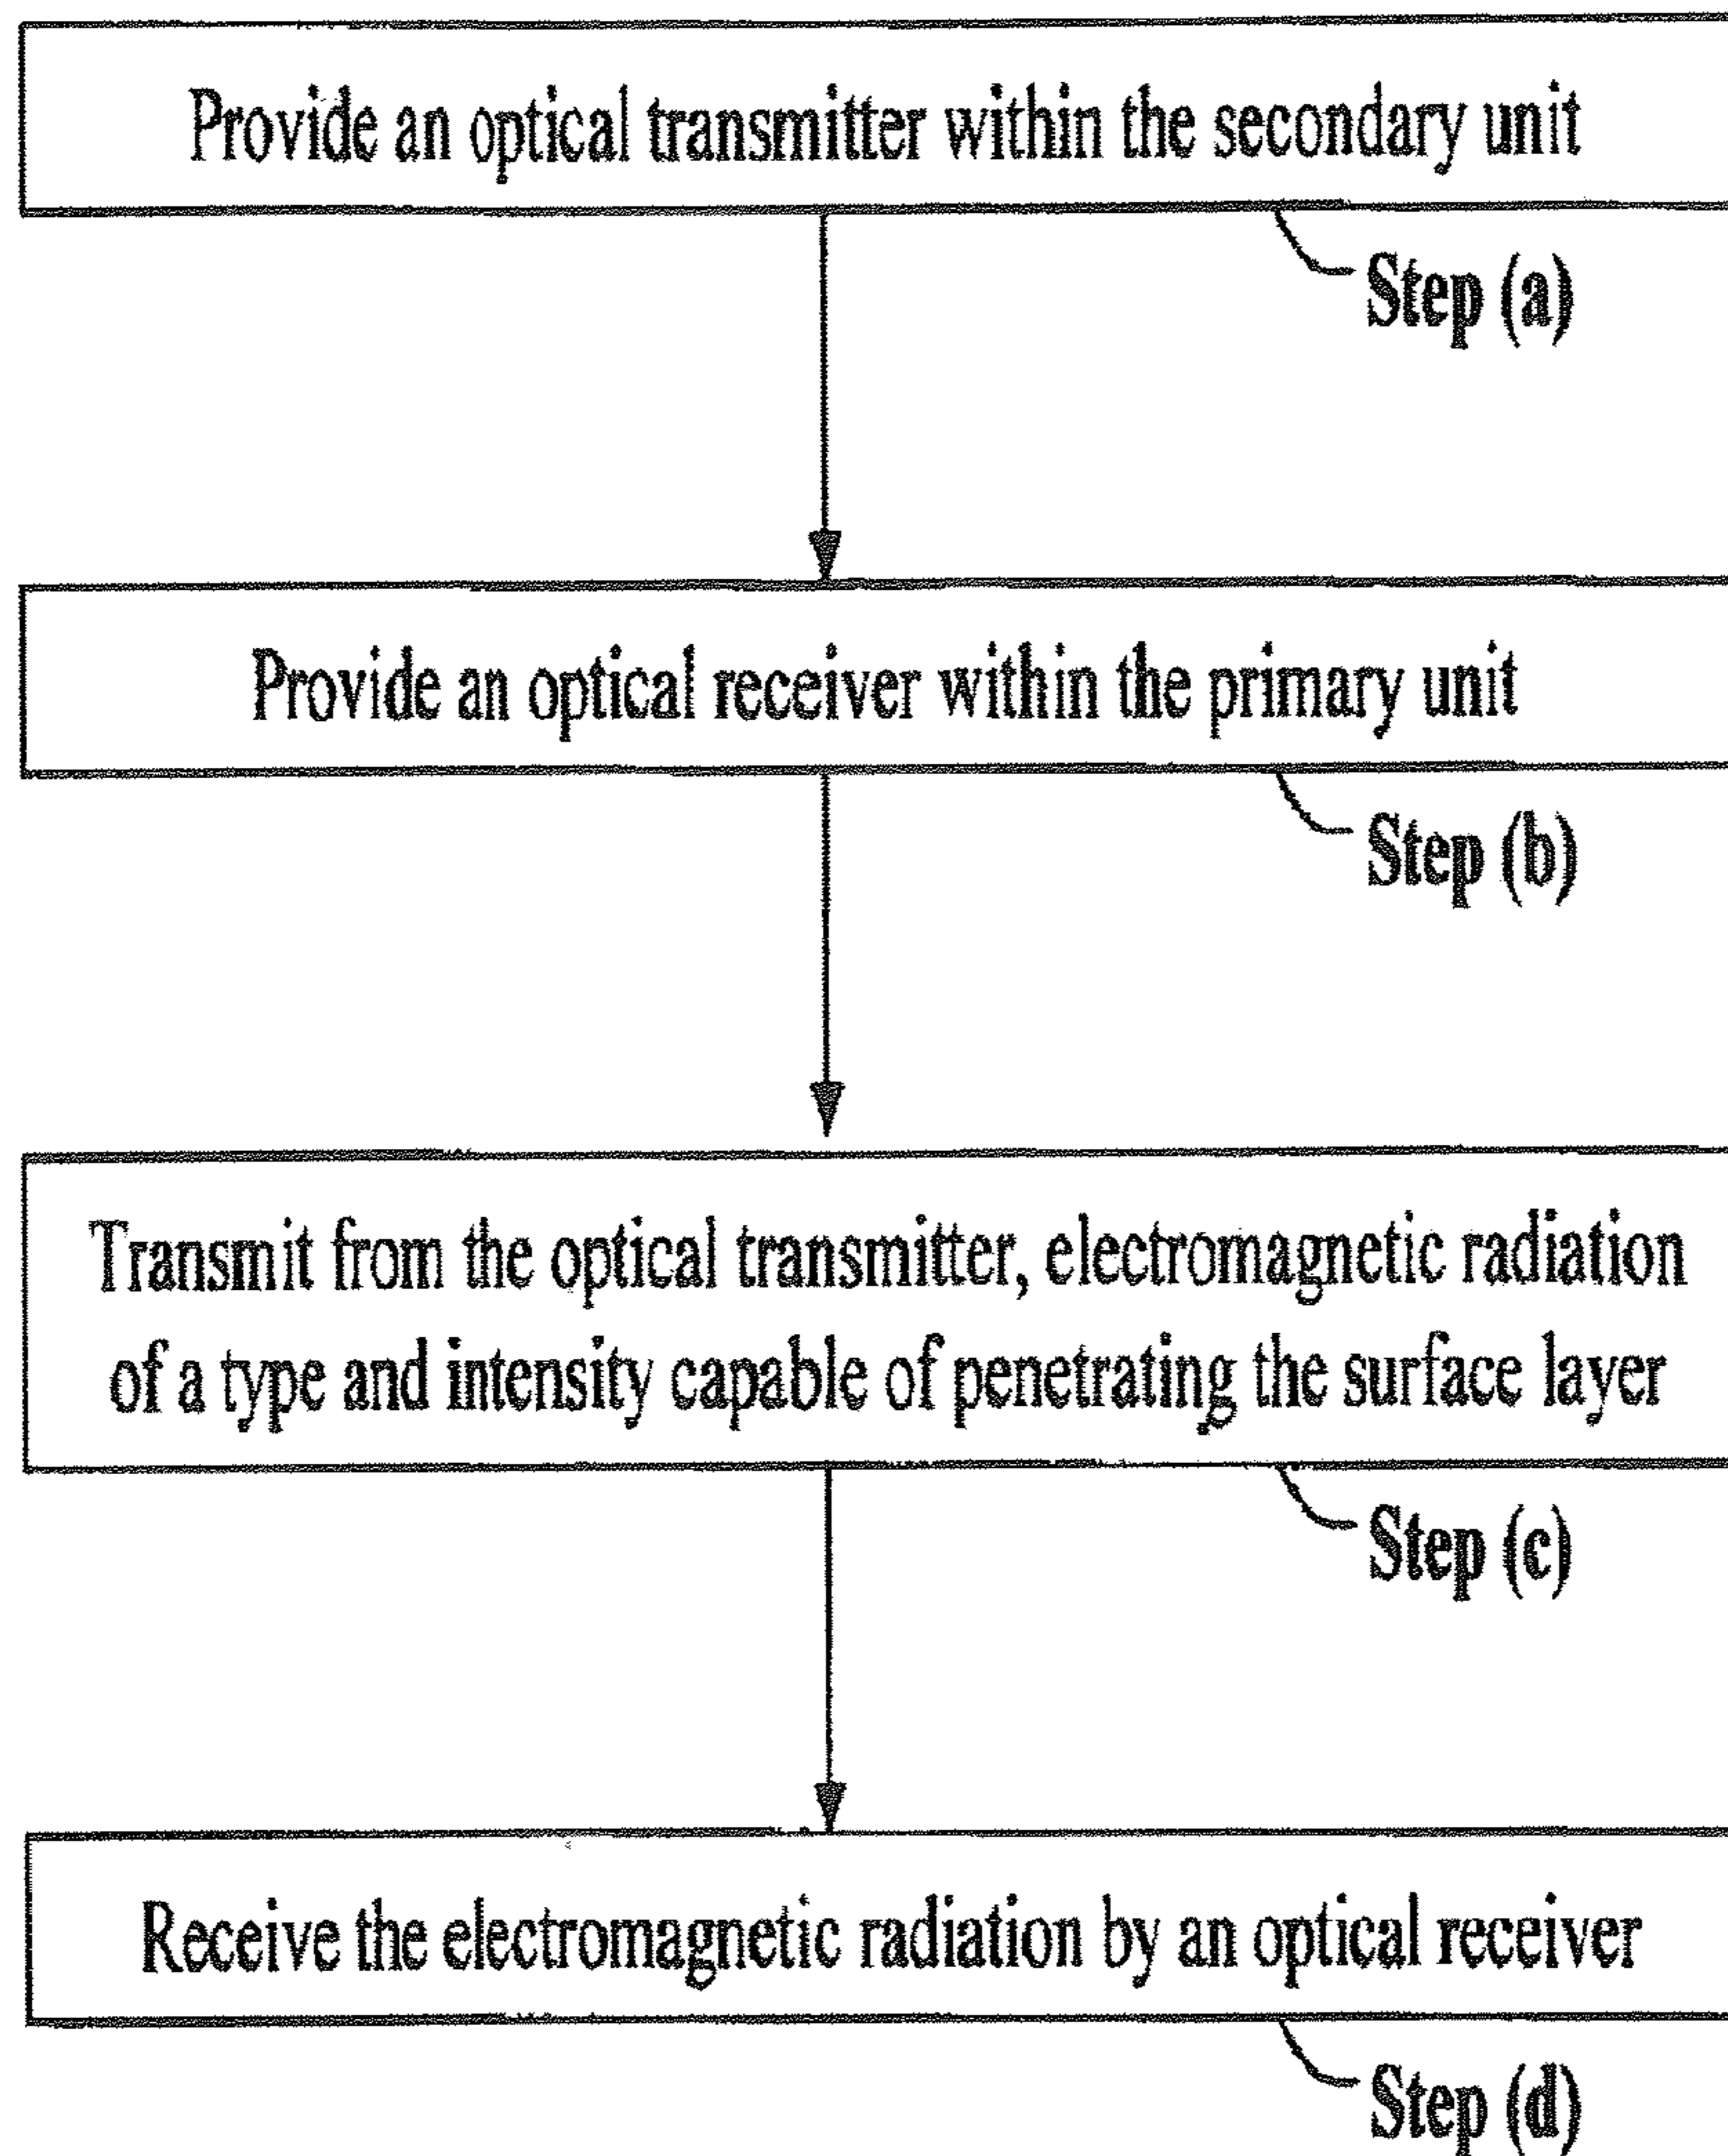 Provide an optical transmitter within the secondary unit
Step (a)
Provide an optical receiver within the primary unit
Step (b)
Transmit from the optical transmitter, electromagnetic radiation
of a type and intensity capable of penetrating the surface layer
Step (c)
Receive the electromagnetic radiation by an optical receiver
Step (d)